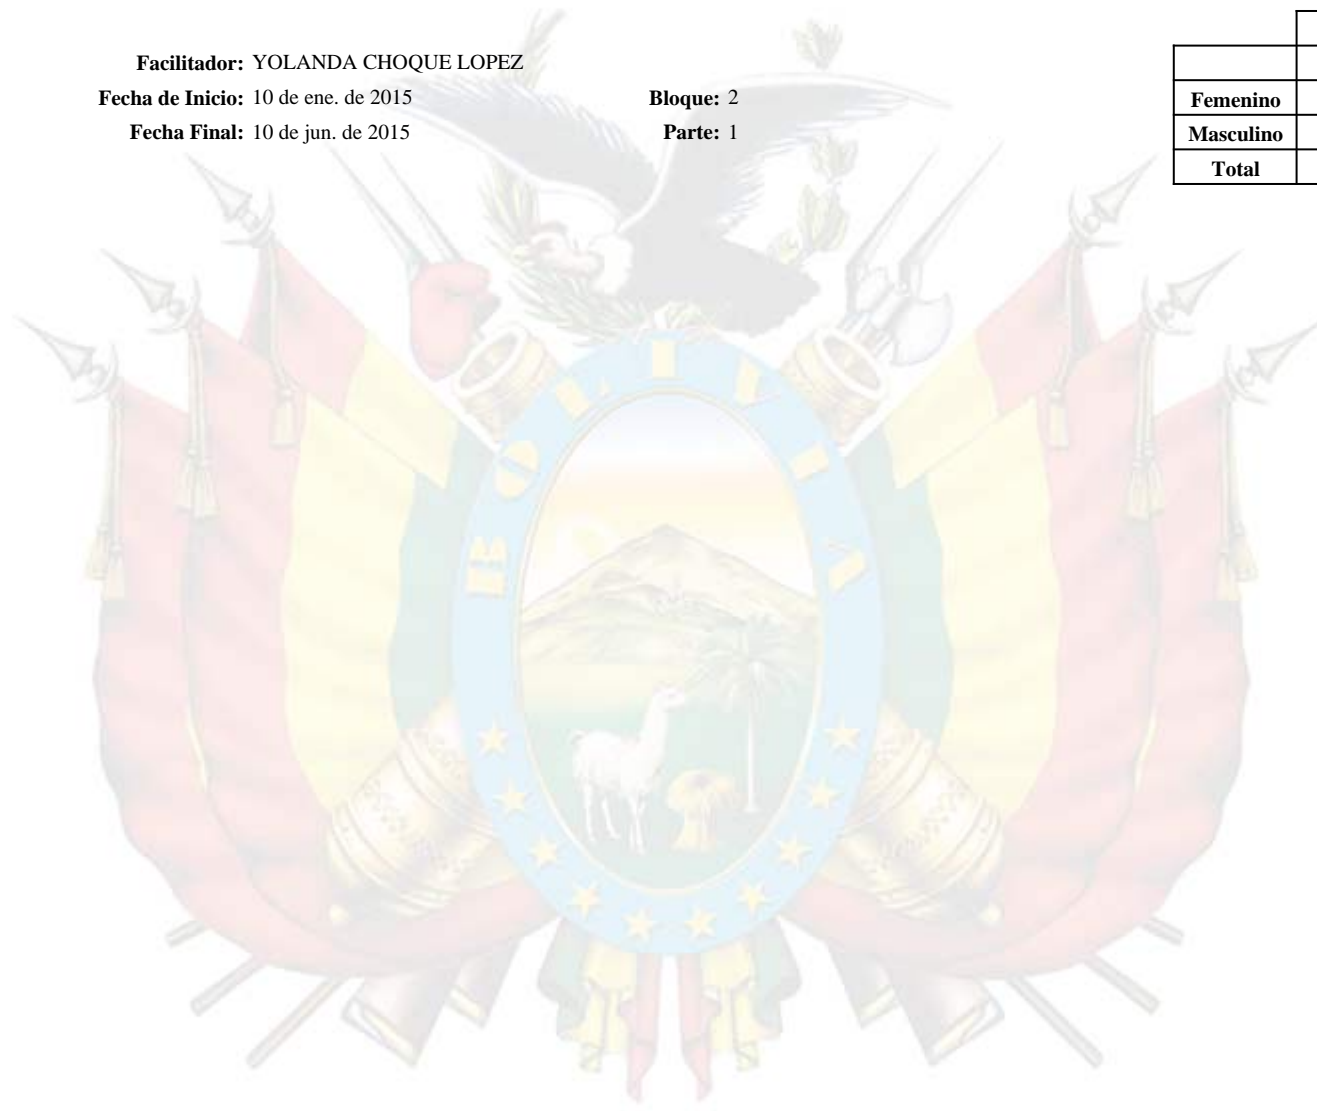 Facilitador: YOLANDA CHOQUE LOPEZ
Fecha de Inicio: 10 de ene. de 2015 Bloque: 2
Fecha Final: 10 de jun. de 2015 Parte: 1
Femenino
Masculino
Total
BOLIVIA